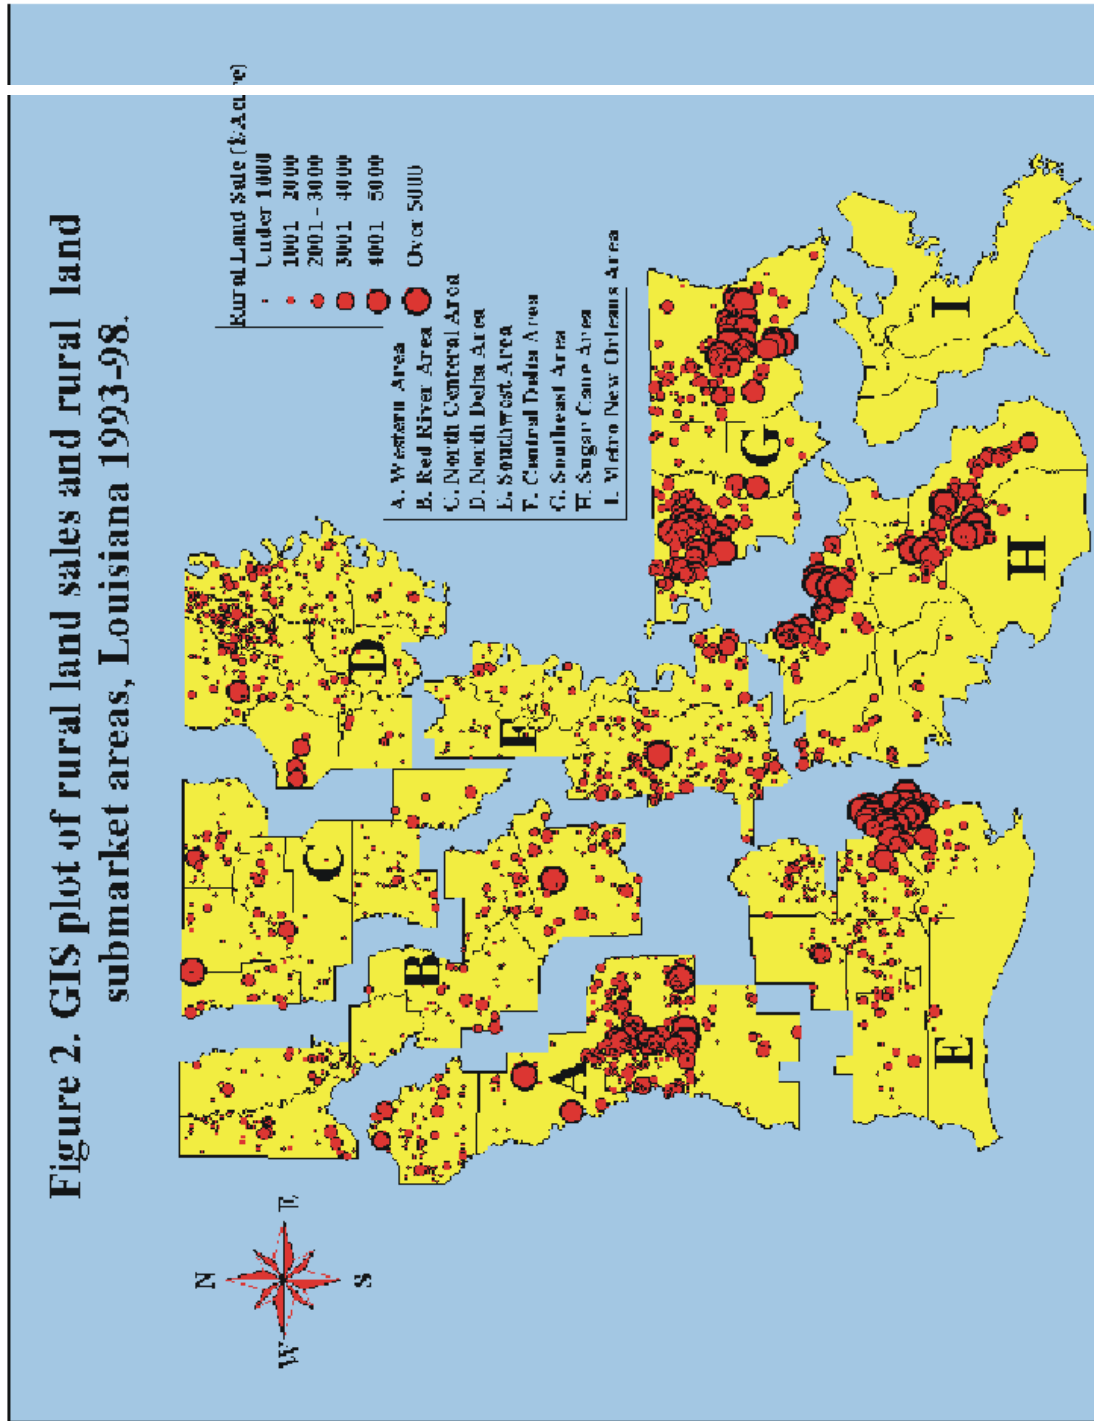 Figure 2. GIS plot of rural land sales and rural land
submarket areas, Louisiana 1993-98.
Rural Land Sale ($/Acre)
Under 1000
1001 2000
2001-3000
3001 4000
4001 5000
Over 5000
A. Western Area
B. Red River Area
C. North Centeral Area
D. North Delta Area
E. Southwest Area
F. Central Delta Area
G. Southeast Area
H. Sugar Cane Area
I. Metro New Orleans Area
N
W E
S
A
B
C
D
F
E
G
H
I